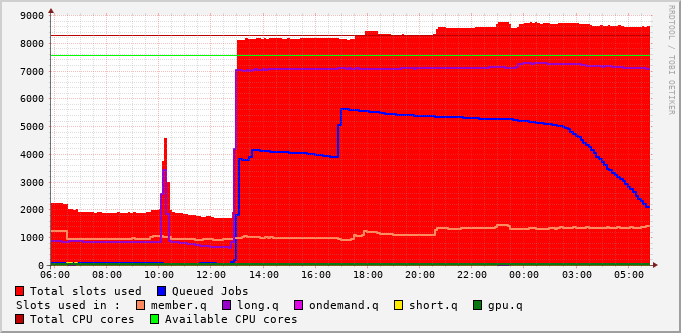 9000
8000
7000
6000
5000
4000
3000
2000
1000
0
06:00 08:00 10:00 12:00 14:00 16:00 18:00 20:00 22:00 00:00 03:00 05:00
RRDTOOL / TOBI OETIKER
Total slots used Queued Jobs
Slots used in : member.q long.q ondemand.q short.q gpu.q
Total CPU cores Available CPU cores